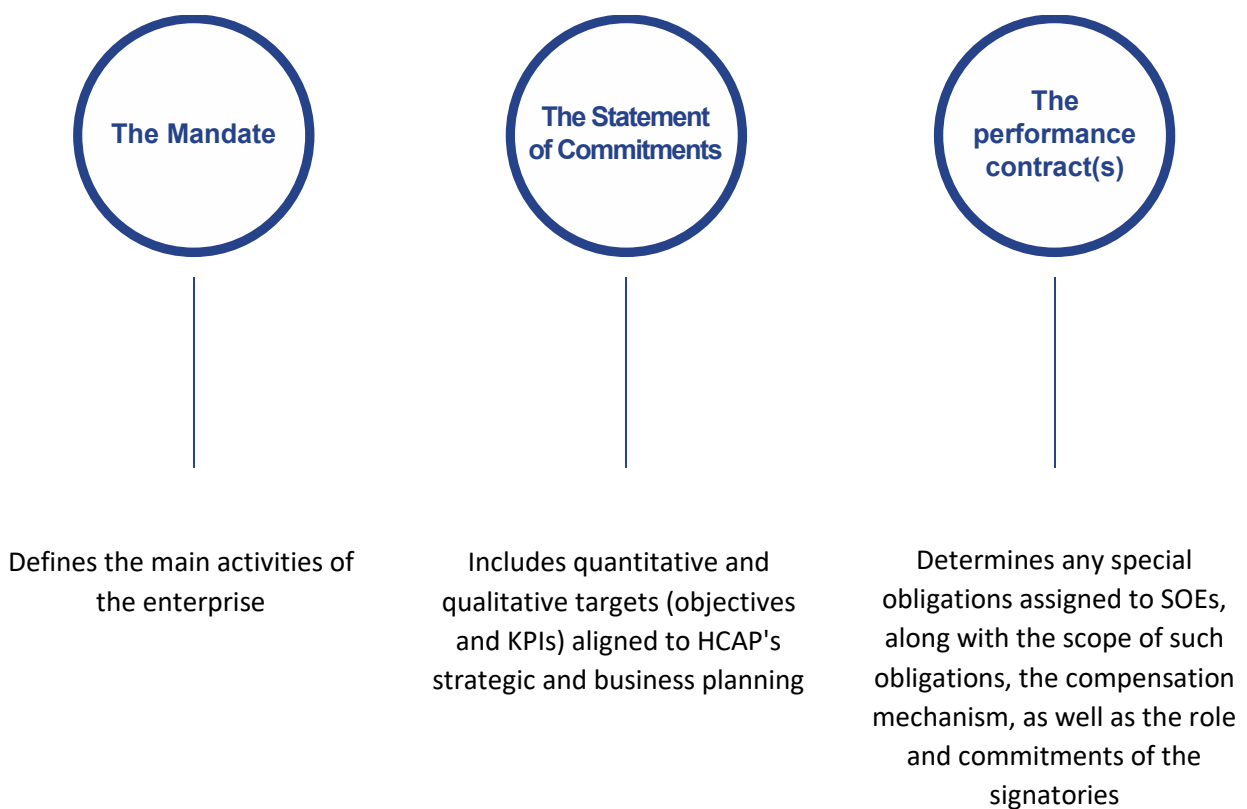 The Mandate
Defines the main activities of
the enterprise
The Statement
of Commitments
Includes quantitative and
qualitative targets (objectives
and KPIs) aligned to HCAP's
strategic and business planning
The
performance
contract(s)
Determines any special
obligations assigned to SOEs,
along with the scope of such
obligations, the compensation
mechanism, as well as the role
and commitments of the
signatories